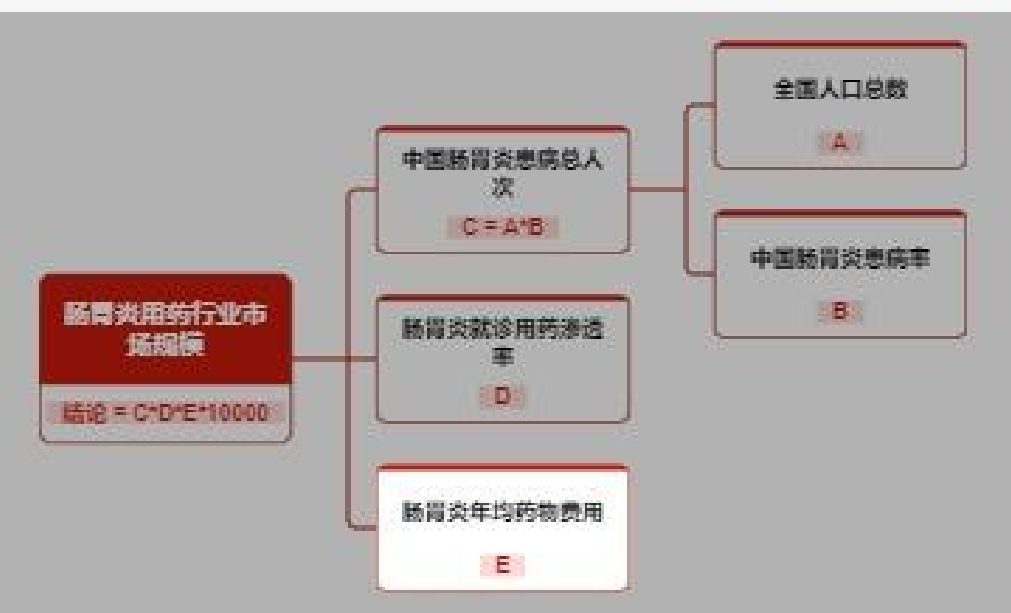 肠胃炎用药行业市
场规模
结论 = C*D*E*10000
中国肠胃炎患病总人
次
C = A*B
全国人口总数
A
中国肠胃炎患病率
B
肠胃炎就诊用药渗透
率
D
肠胃炎年均药物费用
E